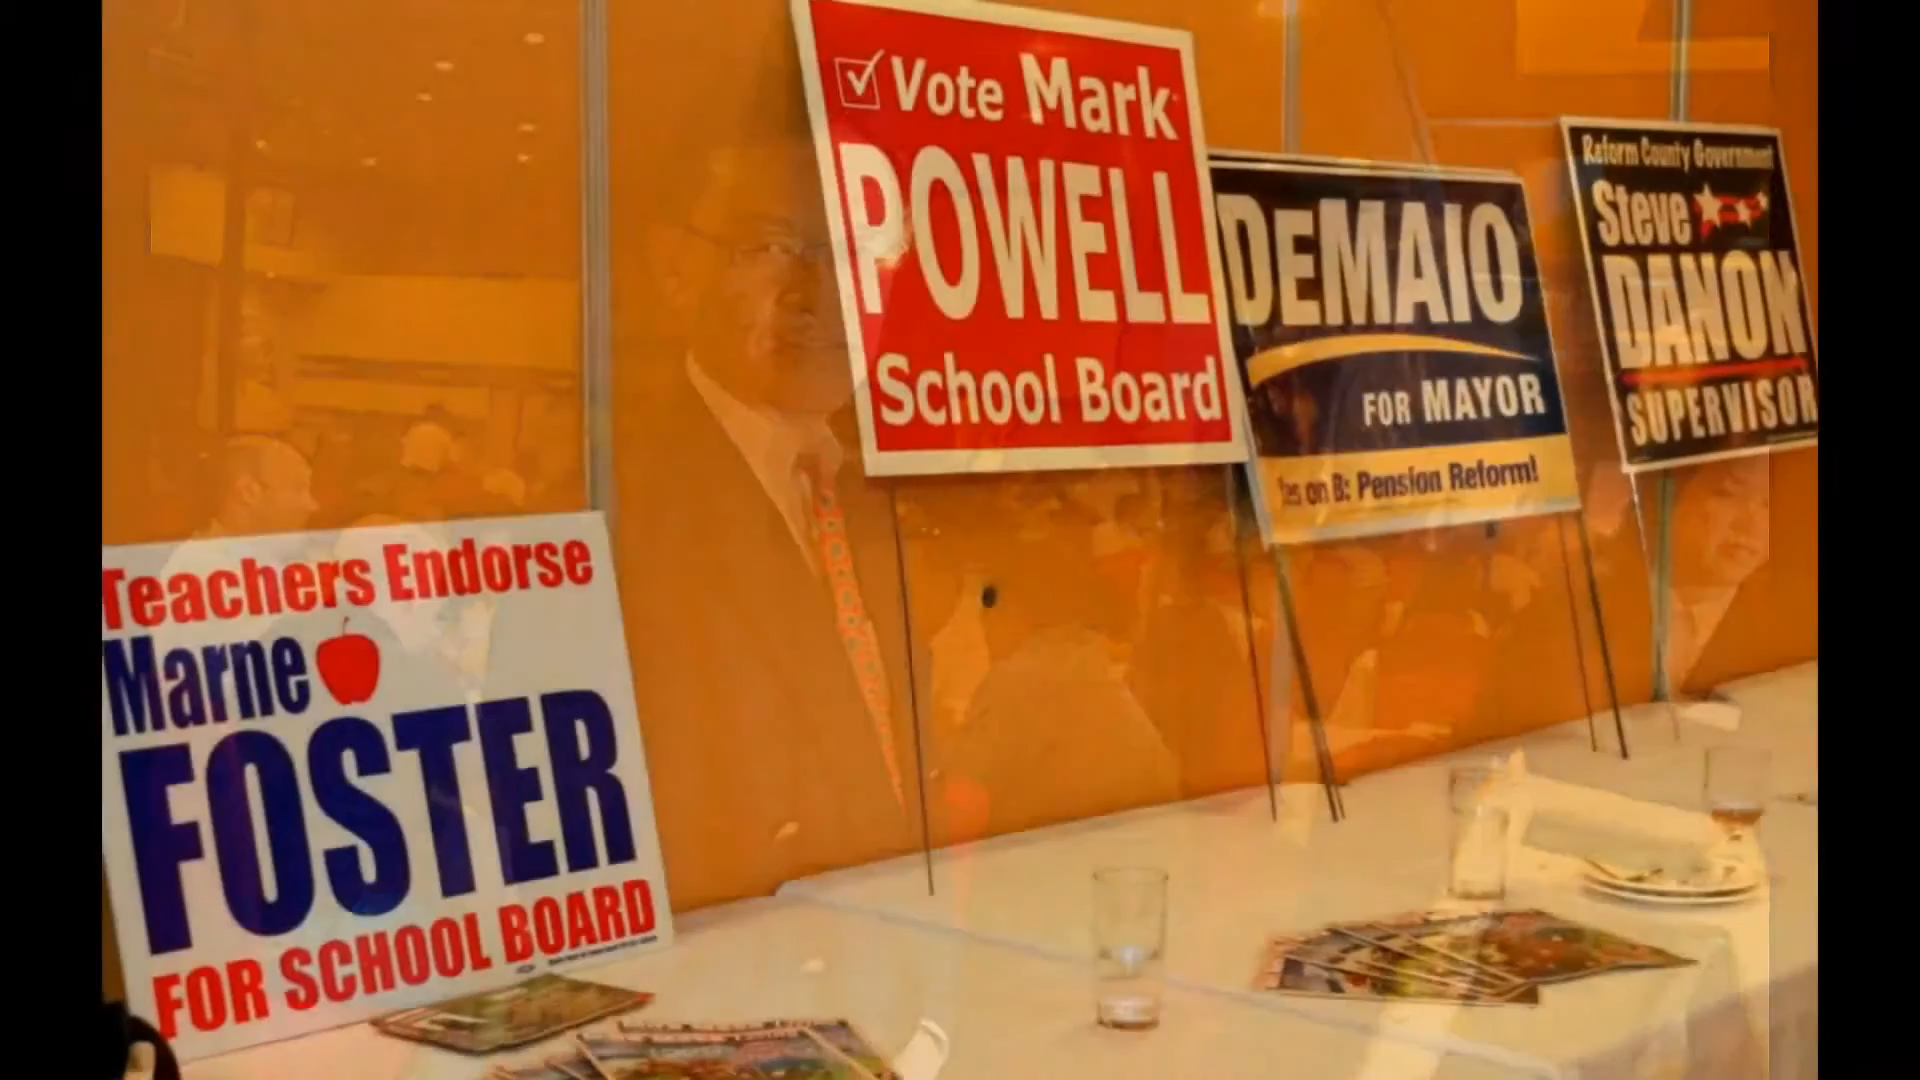 Teachers Endorse
Marne
FOSTER
FOR SCHOOL BOARD
Vote Mark
POWELL
School Board
DEMAIO
FOR MAYOR
Yes on B: Pension Reform!
Reform County Government
Steve
DANON
SUPERVISOR